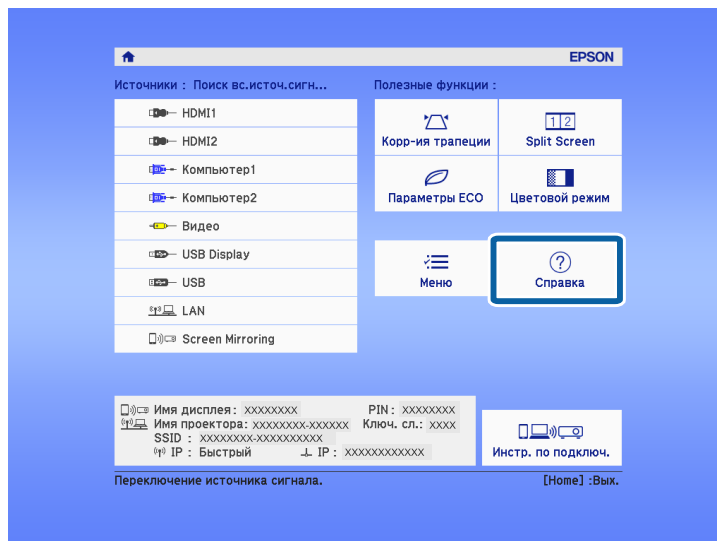 EPSON
Источники : Поиск вс.источ.сигн...
Полезные функции :
HDMI1
HDMI2
Компьютер1
Компьютер2
Видео
USB Display
USB
LAN
Screen Mirroring
Корр-ия трапеции
1 2
Split Screen
Параметры ECO
Цветовой режим
Меню
?
Справка
Имя дисплея : XXXXXXXX
PIN : XXXXXXXX
Имя проектора: XXXXXXXX-XXXXXX
Ключ. сл.: XXXX
SSID : XXXXXXXX-XXXXXXXXXX
IP : Быстрый
IP : XXXXXXXXXXXX
Инстр. по подключ.
Переключение источника сигнала.
[Home] :Вых.